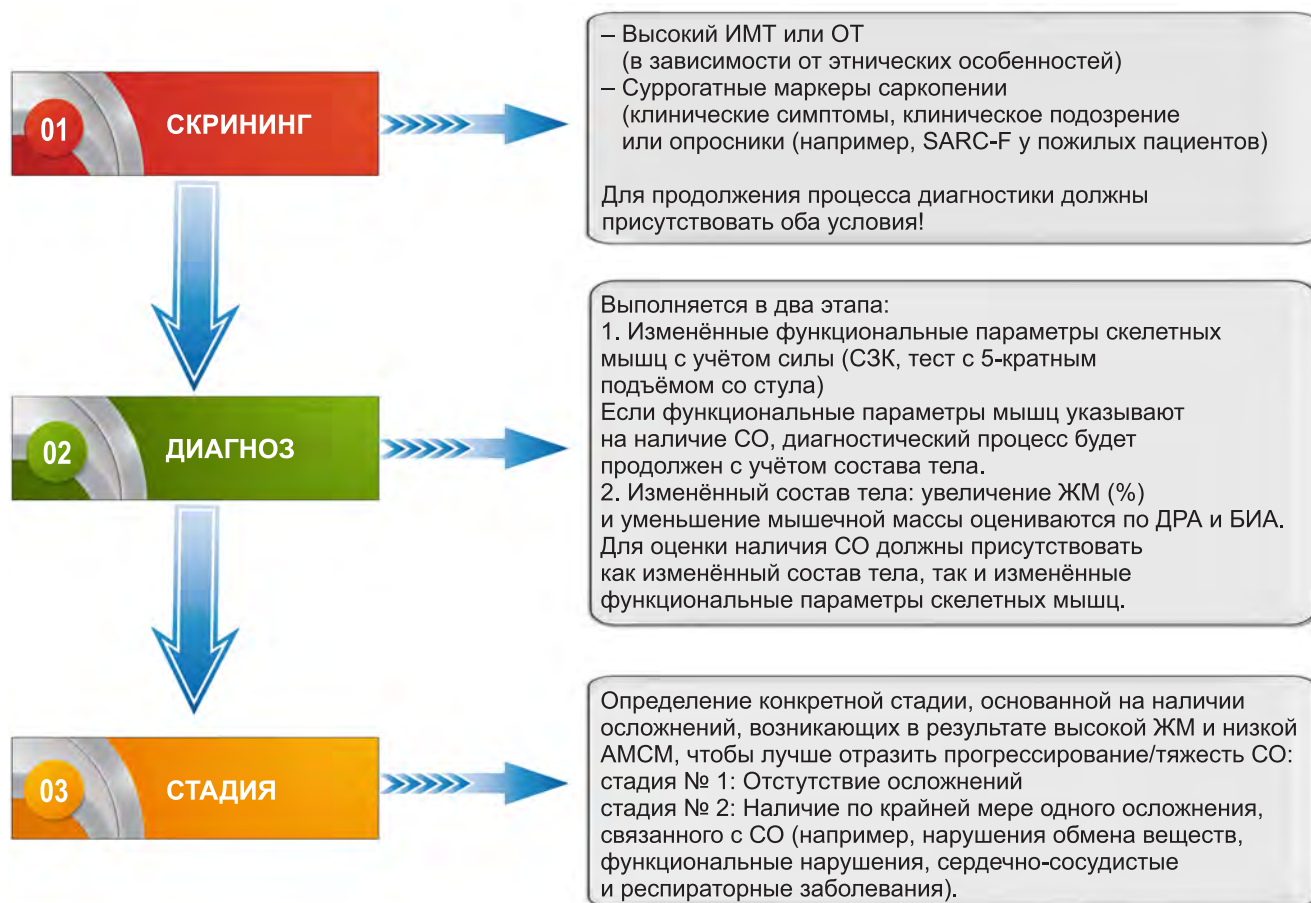 01
СКРИНИНГ
– Высокий ИМТ или ОТ
(в зависимости от этнических особенностей)
– Суррогатные маркеры саркопении
(клинические симптомы, клиническое подозрение
или опросники (например, SARC-F у пожилых пациентов)
Для продолжения процесса диагностики должны
присутствовать оба условия!
02
ДИАГНОЗ
Выполняется в два этапа:
1. Изменённые функциональные параметры скелетных
мышц с учётом силы (СЗК, тест с 5-кратным
подъёмом со стула)
Если функциональные параметры мышц указывают
на наличие СО, диагностический процесс будет
продолжен с учётом состава тела.
2. Изменённый состав тела: увеличение ЖМ (%)
и уменьшение мышечной массы оцениваются по ДРА и БИА.
Для оценки наличия СО должны присутствовать
как изменённый состав тела, так и изменённые
функциональные параметры скелетных мышц.
03
СТАДИЯ
Определение конкретной стадии, основанной на наличии
осложнений, возникающих в результате высокой ЖМ и низкой
АМСМ, чтобы лучше отразить прогрессирование/тяжесть СО:
стадия № 1: Отстутствие осложнений
стадия № 2: Наличие по крайней мере одного осложнения,
связанного с СО (например, нарушения обмена веществ,
функциональные нарушения, сердечно-сосудистые
и респираторные заболевания).